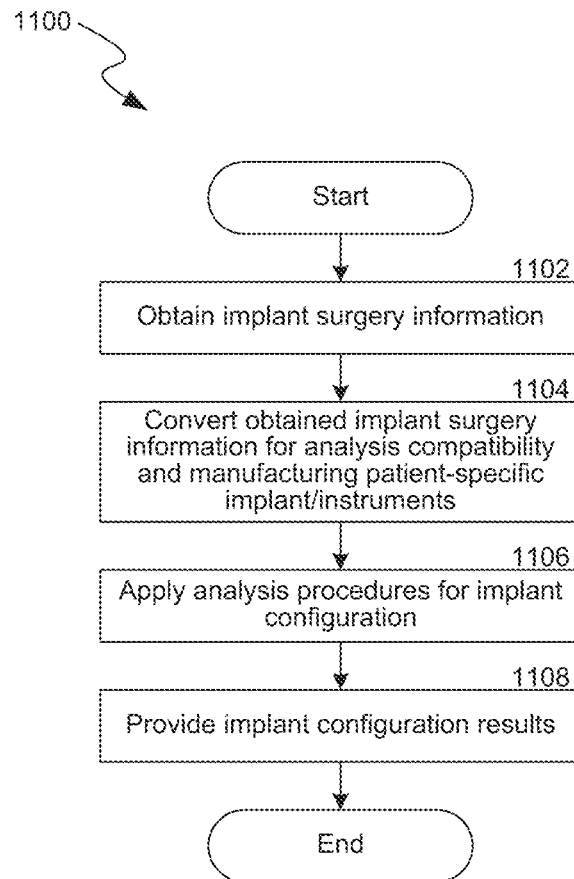 1100
Start
1102
Obtain implant surgery information
1104
Convert obtained implant surgery
information for analysis compatibility
and manufacturing patient-specific
implant/instruments
1106
Apply analysis procedures for implant
configuration
1108
Provide implant configuration results
End